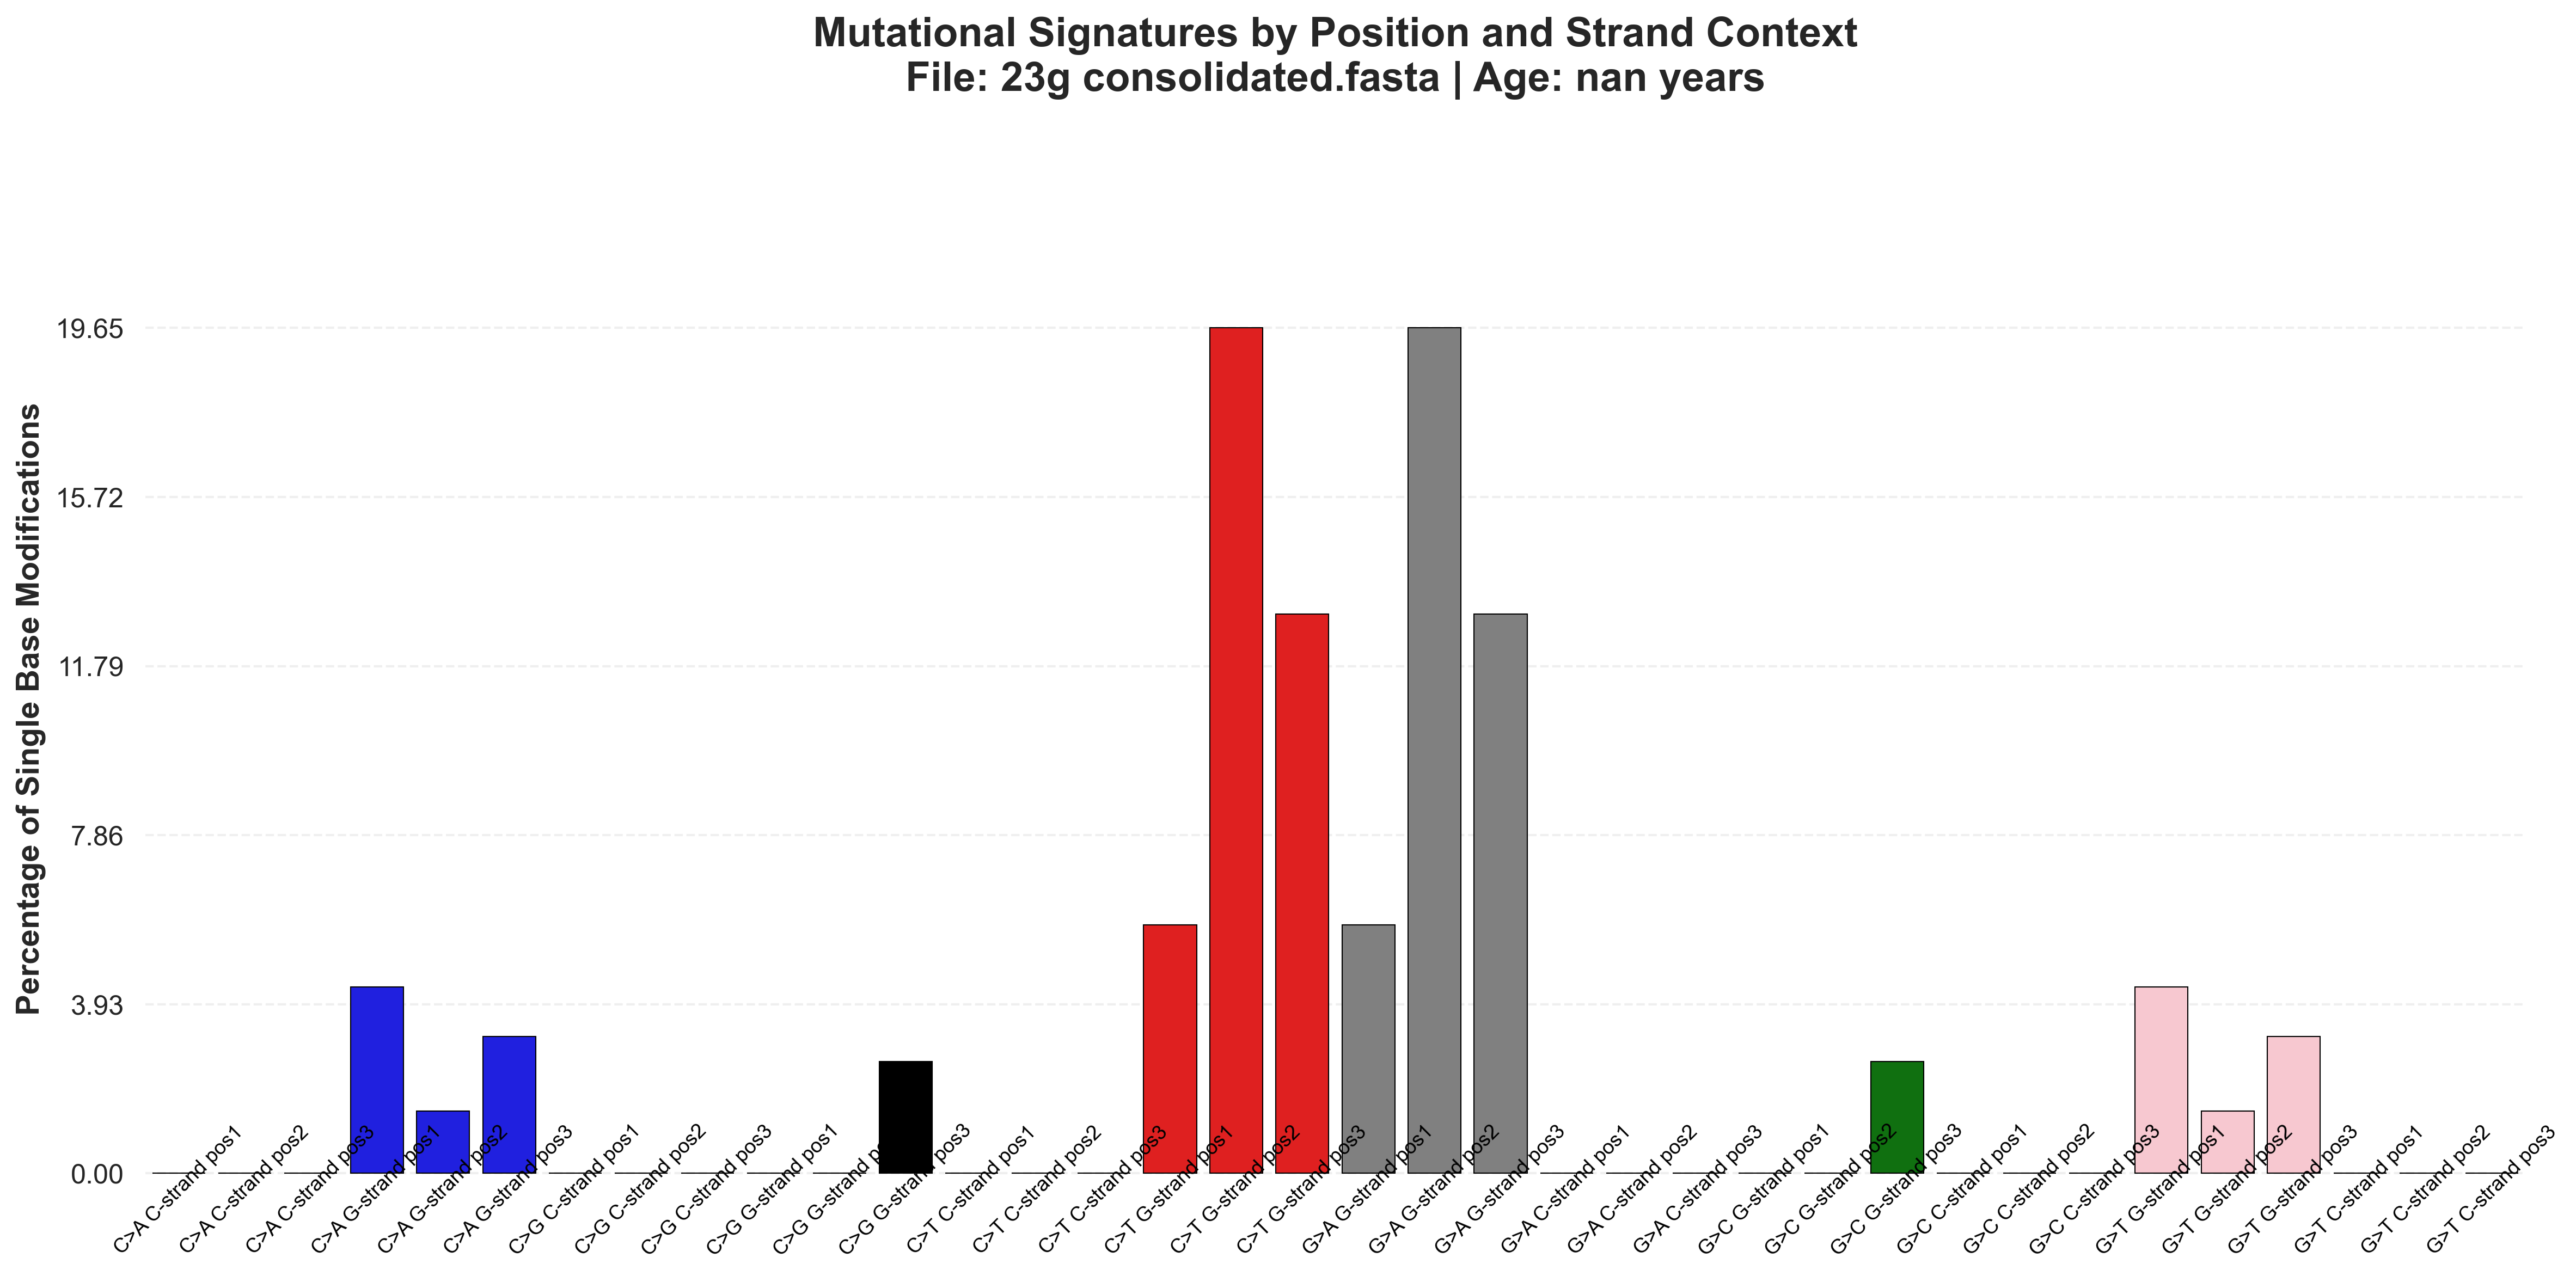 Mutational Signatures by Position and Strand Context
File: 23g consolidated.fasta | Age: nan years
Percentage of Single Base Modifications
19.65
15.72
11.79
7.86
3.93
0.00
C>A C-strand pos1
C>A C-strand pos2
C>A C-strand pos3
C>A G-strand pos1
C>A G-strand pos2
C>A G-strand pos3
C>G C-strand pos1
C>G C-strand pos2
C>G C-strand pos3
C>G G-strand pos1
C>G G-strand
C>G G-strand pos3
C>T C-strand pos1
C>T C-strand pos2
C>T C-strand pos3
C>T G-strand pos1
C>T G-strand pos2
C>T G-strand pos3
G>A G-strand pos1
G>A G-strand pos2
G>A G-strand pos3
G>A C-strand pos1
G>A C-strand pos2
G>A C-strand pos3
G>C G-strand pos1
G>C G-strand pos2
G>C G-strand pos3
G>C C-strand pos1
G>C C-strand pos2
G>C C-strand pos3
G>T G-strand pos1
G>T G-strand pos2
G>T G-strand pos3
G>T C-strand pos1
G>T C-strand pos2
G>T C-strand pos3